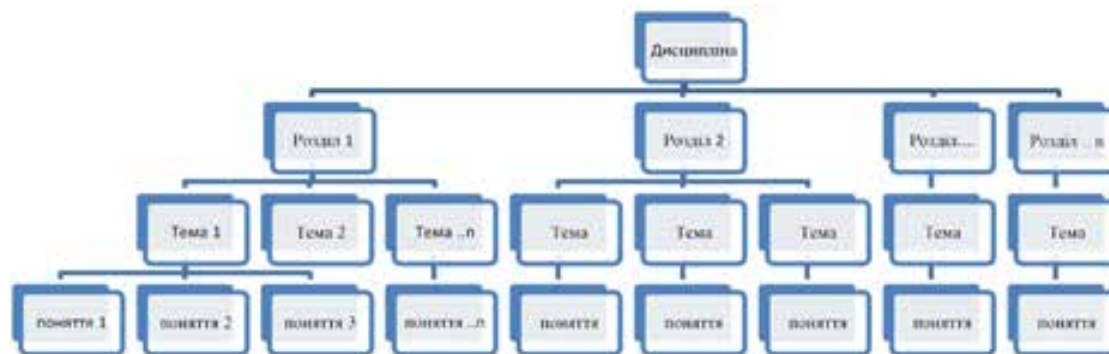 Дисципліна
Розділ 1
Розділ 2
Розділ....
Розділ ...n
Тема 1
Тема 2
Тема ..n
Тема
Тема
Тема
Тема
Тема
поняття 1
поняття 2
поняття 3
поняття ..n
поняття
поняття
поняття
поняття
поняття